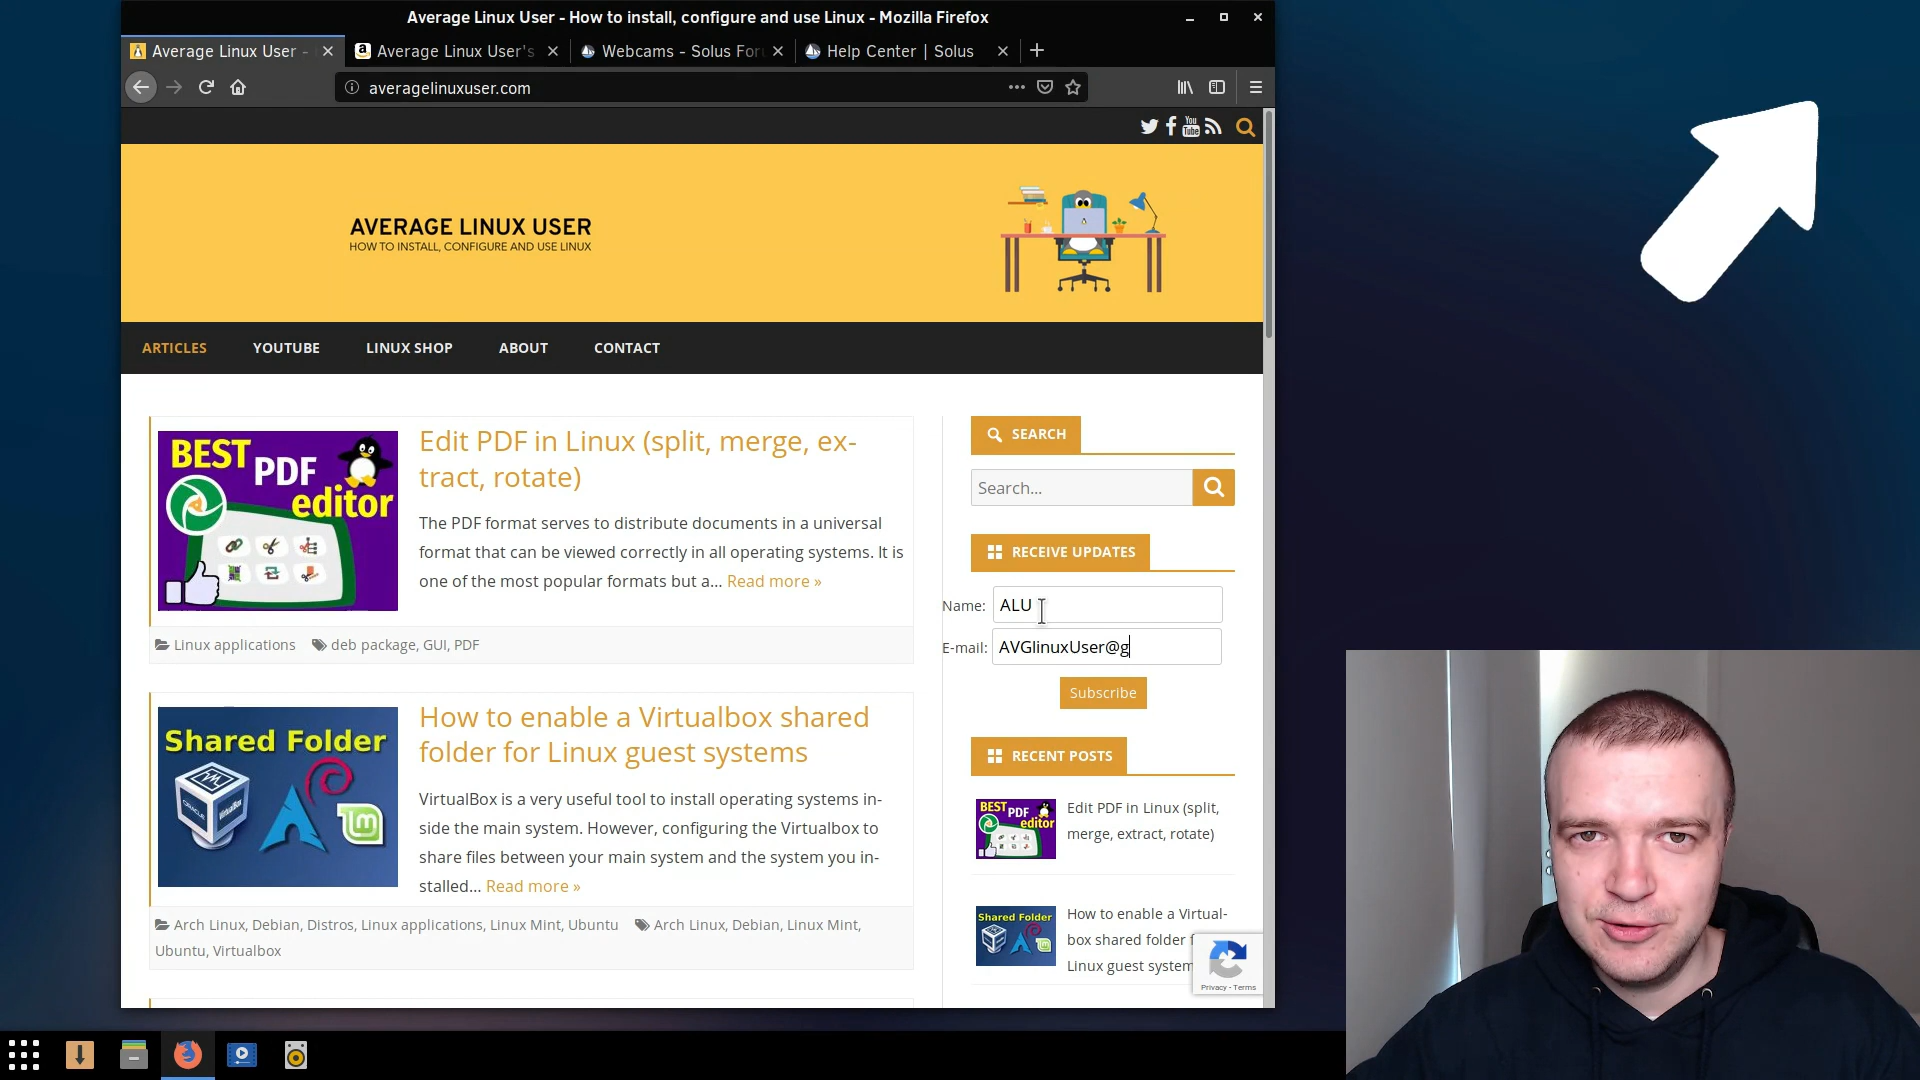 Average Linux User - How to install, configure and use Linux - Mozilla Firefox
Average Linux User -
Average Linux User's
Webcams - Solus For
Help Center | Solus
averagelinuxuser.com
You
Tube
AVERAGE LINUX USER
HOW TO INSTALL, CONFIGURE AND USE LINUX
ARTICLES YOUTUBE LINUX SHOP ABOUT CONTACT
BEST
PDF
editor
Edit PDF in Linux (split, merge, ex-
tract, rotate)
The PDF format serves to distribute documents in a universal
format that can be viewed correctly in all operating systems. It is
one of the most popular formats but a... Read more »
Linux applications deb package, GUI, PDF
Shared Folder
How to enable a Virtualbox shared
folder for Linux guest systems
VirtualBox is a very useful tool to install operating systems in-
side the main system. However, configuring the Virtualbox to
share files between your main system and the system you in-
stalled... Read more »
Arch Linux, Debian, Distros, Linux applications, Linux Mint, Ubuntu Arch Linux, Debian, Linux Mint,
Ubuntu, Virtualbox
SEARCH
Search...
RECEIVE UPDATES
Name: ALU
E-mail: AVGlinuxUser@g
Subscribe
RECENT POSTS
BEST
PDF
editor
Edit PDF in Linux (split,
merge, extract, rotate)
Shared Folder
How to enable a Virtual-
box shared folder f
Linux guest system
Privacy - Terms